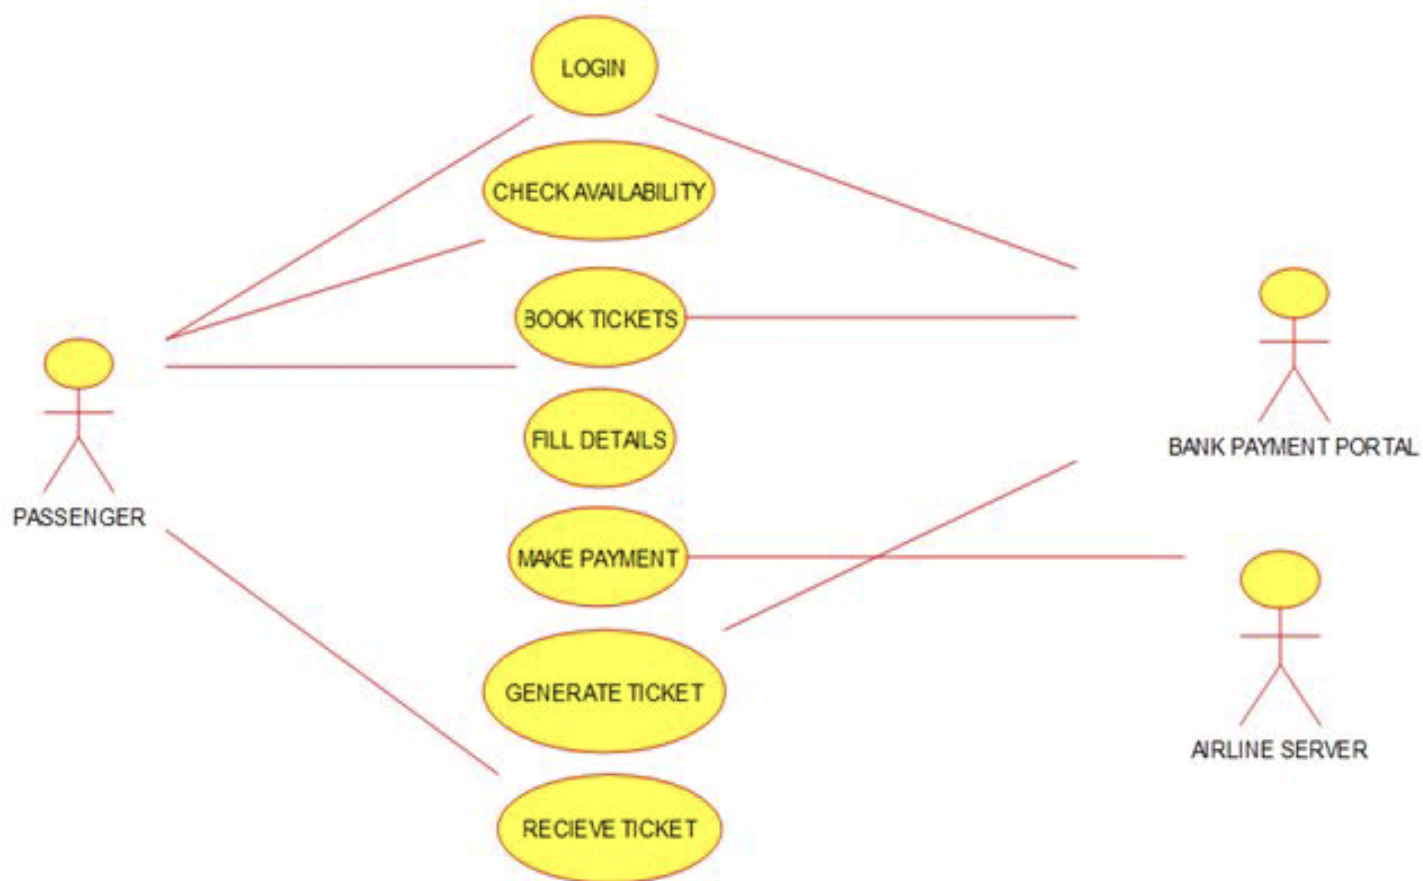 LOGIN
CHECK AVAILABILITY
BOOK TICKETS
FILL DETAILS
BANK PAYMENT PORTAL
PASSENGER
MAKE PAYMENT
GENERATE TICKET
AIRLINE SERVER
RECIEVE TICKET